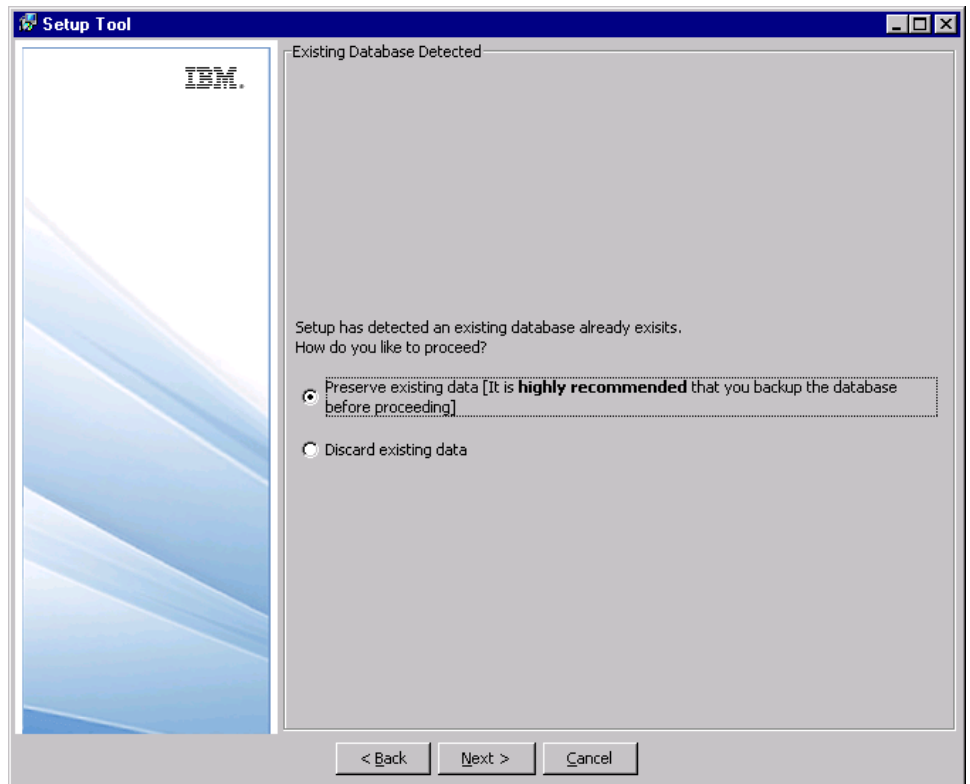 Setup Tool
IBM.
Existing Database Detected
Setup has detected an existing database already exisits.
How do you like to proceed?
Preserve existing data [It is highly recommended that you backup the database
before proceeding]
Discard existing data
< Back
Next >
Cancel